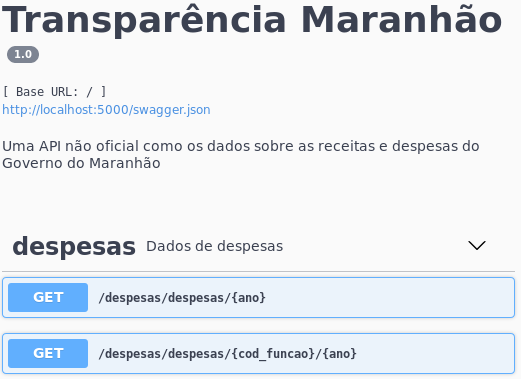 Transparência Maranhão
1.0
[ Base URL: / ]
http://localhost:5000/swagger.json
Uma API não oficial como os dados sobre as receitas e despesas do
Governo do Maranhão
despesas Dados de despesas
GET /despesas/despesas/{ano}
GET /despesas/despesas/{cod_funcao}/{ano}